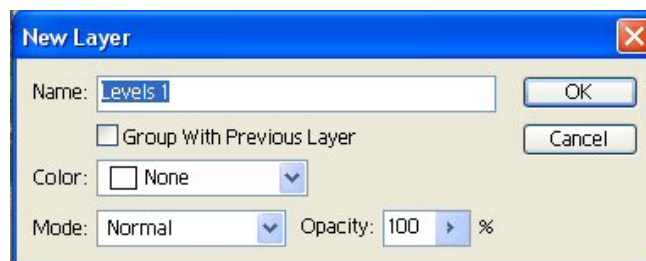 New Layer
Name: Levels 1
OK
Group With Previous Layer
Cancel
Color: None
Mode: Normal Opacity: 100 %